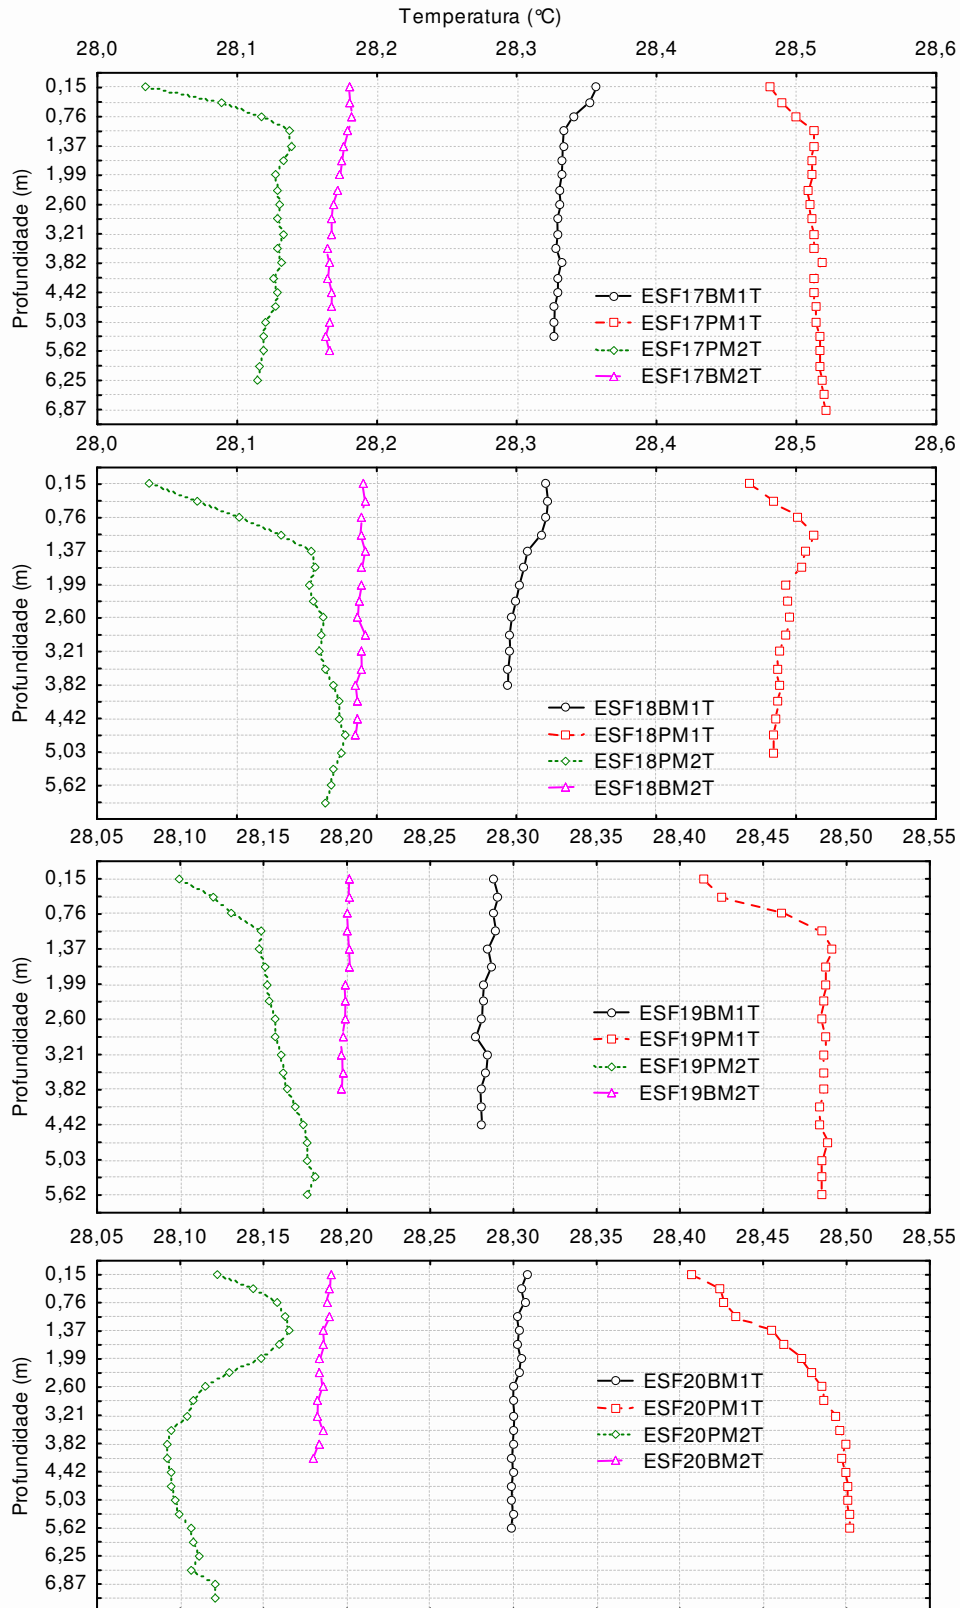 Temperatura (°C)
28,0 28,1 28,2 28,3 28,4 28,5 28,6
Profundidade (m)
0,15
0,76
1,37
1,99
2,60
3,21
3,82
4,42
5,03
5,62
6,25
6,87
ESF17BM1T
ESF17PM1T
ESF17PM2T
ESF17BM2T
28,0 28,1 28,2 28,3 28,4 28,5 28,6
Profundidade (m)
0,15
0,76
1,37
1,99
2,60
3,21
3,82
4,42
5,03
5,62
ESF18BM1T
ESF18PM1T
ESF18PM2T
ESF18BM2T
28,05 28,10 28,15 28,20 28,25 28,30 28,35 28,40 28,45 28,50 28,55
Profundidade (m)
0,15
0,76
1,37
1,99
2,60
3,21
3,82
4,42
5,03
5,62
ESF19BM1T
ESF19PM1T
ESF19PM2T
ESF19BM2T
28,05 28,10 28,15 28,20 28,25 28,30 28,35 28,40 28,45 28,50 28,55
Profundidade (m)
0,15
0,76
1,37
1,99
2,60
3,21
3,82
4,42
5,03
5,62
6,25
6,87
ESF20BM1T
ESF20PM1T
ESF20PM2T
ESF20BM2T